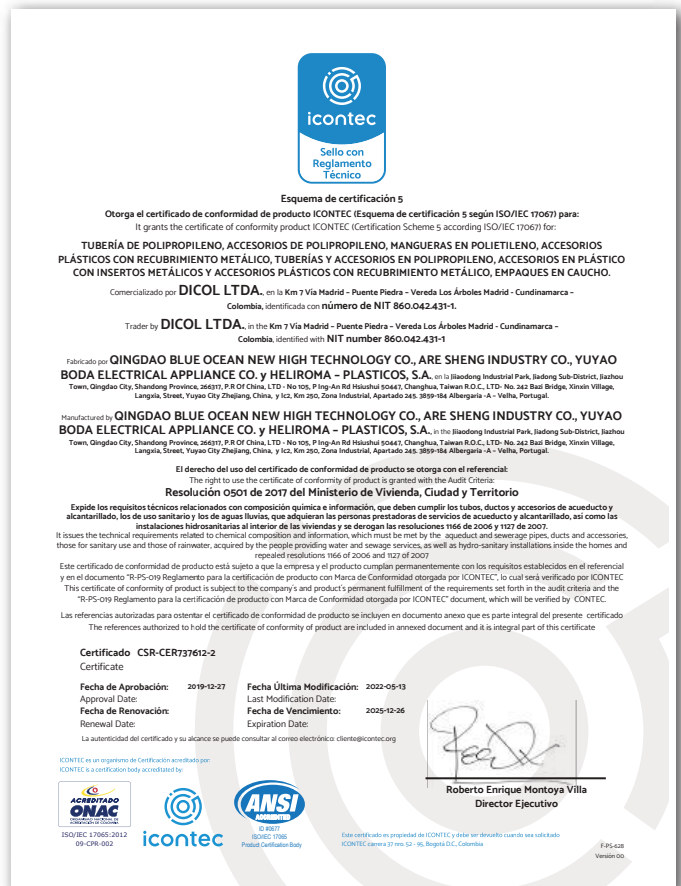 icontec
Sello con
Reglamento
Técnico
Esquema de certificación 5
Otorga el certificado de conformidad de producto ICONTEC (Esquema de certificación 5 según ISO/IEC 17067) para:
It grants the certificate of conformity product ICONTEC (Certification Scheme 5 according ISO/IEC 17067) for:
TUBERÍA DE POLIPROPILENO, ACCESORIOS DE POLIPROPILENO, MANGUERAS EN POLIETILENO, ACCESORIOS
PLÁSTICOS CON RECUBRIMIENTO METÁLICO, TUBERÍAS Y ACCESORIOS EN POLIPROPILENO, ACCESORIOS EN PLÁSTICO
CON INSERTOS METÁLICOS Y ACCESORIOS PLÁSTICOS CON RECUBRIMIENTO METÁLICO, EMPAQUES EN CAUCHO.
Comercializado por DICOL LTDA., en la Km 7 Vía Madrid – Puente Piedra – Vereda Los Árboles Madrid - Cundinamarca –
Colombia, identificada con número de NIT 860.042.431-1.
Trader by DICOL LTDA., in the Km 7 Vía Madrid – Puente Piedra – Vereda Los Árboles Madrid - Cundinamarca –
Colombia, identified with NIT number 860.042.431-1
Fabricado por QINGDAO BLUE OCEAN NEW HIGH TECHNOLOGY CO., ARE SHENG INDUSTRY CO., YUYAO
BODA ELECTRICAL APPLIANCE CO. y HELIROMA – PLASTICOS, S.A., en la Jiiaodong Industrial Park, Jiadong Sub-District, Jiazhou
Town, Qingdao City, Shandong Province, 266317, P.R Of China, LTD - No 105, P Ing-An Rd Hsiushui 50447, Changhua, Taiwan R.O.C., LTD- No. 242 Bazi Bridge, Xinxin Village,
Langxia, Street, Yuyao City Zhejiang, China, y Ic2, Km 250, Zona Industrial, Apartado 245. 3859-184 Albergaria -A – Velha, Portugal.
Manufactured by QINGDAO BLUE OCEAN NEW HIGH TECHNOLOGY CO., ARE SHENG INDUSTRY CO., YUYAO
BODA ELECTRICAL APPLIANCE CO. y HELIROMA – PLASTICOS, S.A., in the Jiiaodong Industrial Park, Jiadong Sub-District, Jiazhou
Town, Qingdao City, Shandong Province, 266317, P.R Of China, LTD - No 105, P Ing-An Rd Hsiushui 50447, Changhua, Taiwan R.O.C., LTD- No. 242 Bazi Bridge, Xinxin Village,
Langxia, Street, Yuyao City Zhejiang, China, y Ic2, Km 250, Zona Industrial, Apartado 245. 3859-184 Albergaria -A – Velha, Portugal.
El derecho del uso del certificado de conformidad de producto se otorga con el referencial:
The right to use the certificate of conformity of product is granted with the Audit Criteria:
Resolución 0501 de 2017 del Ministerio de Vivienda, Ciudad y Territorio
Expide los requisitos técnicos relacionados con composición química e información, que deben cumplir los tubos, ductos y accesorios de acueducto y
alcantarillado, los de uso sanitario y los de aguas lluvias, que adquieran las personas prestadoras de servicios de acueducto y alcantarillado, así como las
instalaciones hidrosanitarias al interior de las viviendas y se derogan las resoluciones 1166 de 2006 y 1127 de 2007.
It issues the technical requirements related to chemical composition and information, which must be met by the aqueduct and sewerage pipes, ducts and accessories,
those for sanitary use and those of rainwater, acquired by the people providing water and sewage services, as well as hydro-sanitary installations inside the homes and
repealed resolutions 1166 of 2006 and 1127 of 2007
Este certificado de conformidad de producto está sujeto a que la empresa y el producto cumplan permanentemente con los requisitos establecidos en el referencial
y en el documento "R-PS-019 Reglamento para la certificación de producto con Marca de Conformidad otorgada por ICONTEC", lo cual será verificado por ICONTEC
This certificate of conformity of product is subject to the company's and product's permanent fulfillment of the requirements set forth in the audit criteria and the
"R-PS-019 Reglamento para la certificación de producto con Marca de Conformidad otorgada por ICONTEC" document, which will be verified by CONTEC.
Las referencias autorizadas para ostentar el certificado de conformidad de producto se incluyen en documento anexo que es parte integral del presente certificado
The references authorized to hold the certificate of conformity of product are included in annexed document and it is integral part of this certificate
Certificado CSR-CER737612-2
Certificate
Fecha de Aprobación: 2019-12-27 Fecha Última Modificación: 2022-05-13
Approval Date: Last Modification Date:
Fecha de Renovación: Fecha de Vencimiento: 2025-12-26
Renewal Date: Expiration Date:
La autenticidad del certificado y su alcance se puede consultar al correo electrónico: cliente@icontec.org
Roberto Enrique Montoya Villa
Director Ejecutivo
ICONTEC es un organismo de Certificación acreditado por:
ICONTEC is a certification body accreditated by:
ACREDITADO
ONAC
ORGANISMO NACIONAL DE
ACREDITACIÓN DE COLOMBIA
ISO/IEC 17065:2012
09-CPR-002
icontec
ANSI
ACCREDITED
ID #0677
ISO/IEC 17065
Product Certification Body
Este certificado es propiedad de ICONTEC y debe ser devuelto cuando sea solicitado
ICONTEC carrera 37 nro. 52 - 95, Bogotá D.C., Colombia
F-PS-628
Versión 00